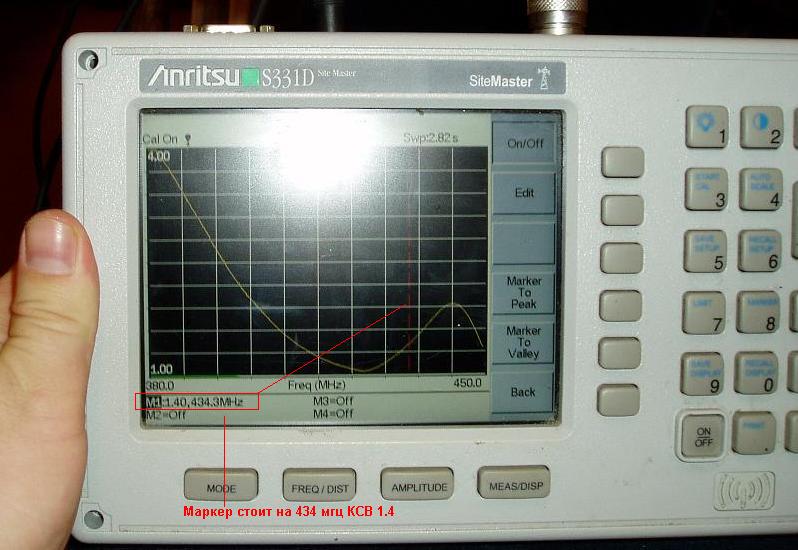 Anritsu S331D Site Master
SiteMaster
Cal On
Swp:2.82 s
4.00
1.00
380.0 Freq (MHz) 450.0
M1:1.40,434.3MHz M3=Off
M2=Off M4=Off
On/Off
Edit
Marker
To
Peak
Marker
To
Valley
Back
1
2
START
CAL
3
AUTO
SCALE
4
SAVE
SETUP
5
RECALL
SETUP
6
LIMIT
7
MARKER
8
SAVE
DISPLAY
9
RECALL
DISPLAY
0
ON
OFF
PRINT
MODE
FREQ / DIST
AMPLITUDE
MEAS/DISP
Маркер стоит на 434 мгц КСВ 1.4